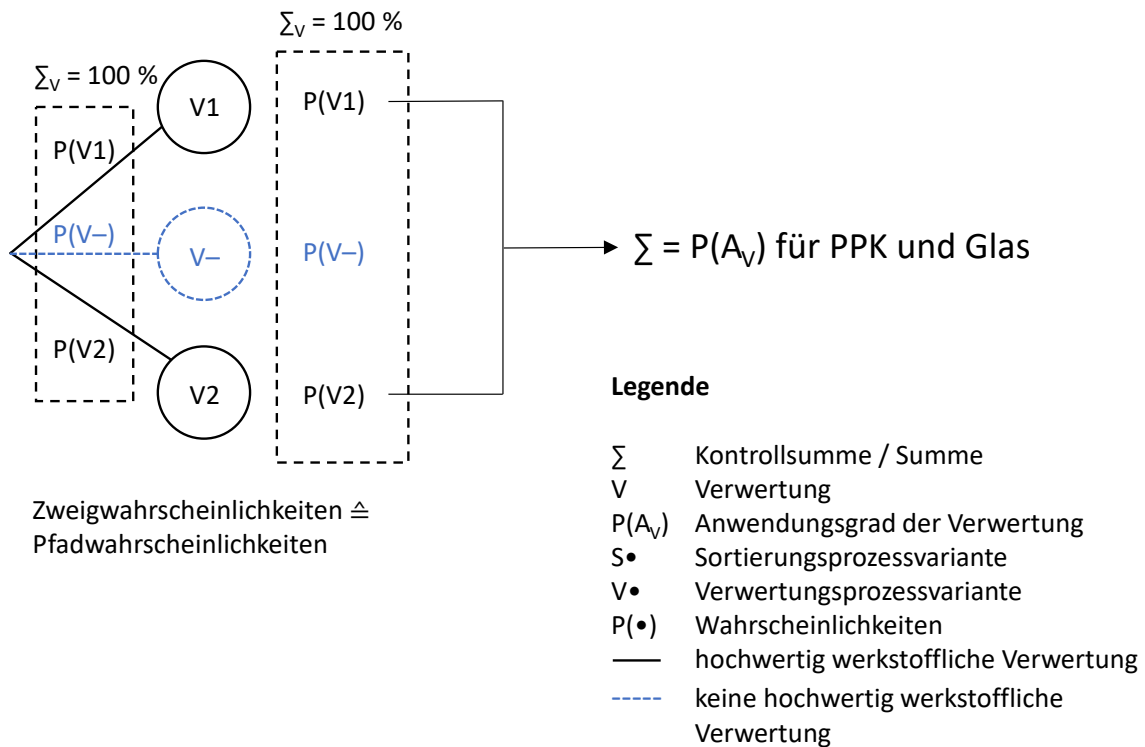 ∑V = 100 %
∑V = 100 %
V1
P(V1)
P(V1)
P(V–)
V–
P(V–)
∑ = P(AV) für PPK und Glas
P(V2)
V2
P(V2)
Zweigwahrscheinlichkeiten ≙
Pfadwahrscheinlichkeiten
Legende
∑ Kontrollsumme / Summe
V Verwertung
P(AV) Anwendungsgrad der Verwertung
S• Sortierungsprozessvariante
V• Verwertungsprozessvariante
P(•) Wahrscheinlichkeiten
hochwertig werkstoffliche Verwertung
keine hochwertig werkstoffliche
Verwertung